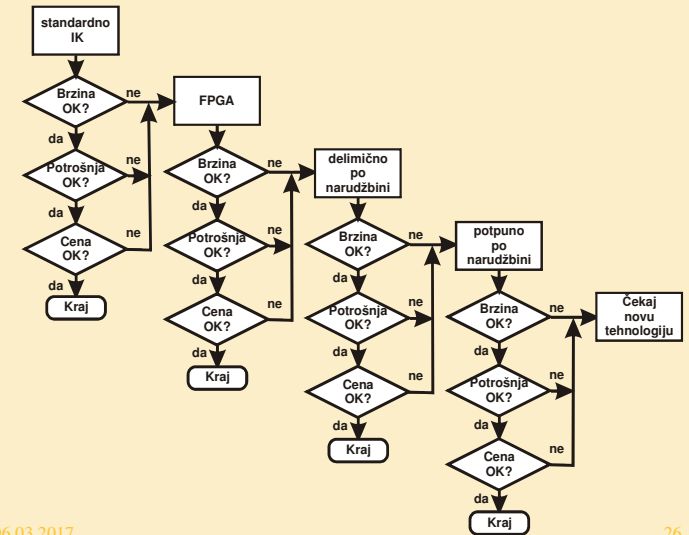 standardno
IK
Brzina
OK?
ne
da
Potrošnja
OK?
ne
da
Cena
OK?
ne
da
Kraj
FPGA
Brzina
OK?
ne
da
Potrošnja
OK?
ne
da
Cena
OK?
ne
da
Kraj
delimično
po
narudžbini
Brzina
OK?
ne
da
Potrošnja
OK?
ne
da
Cena
OK?
ne
da
Kraj
potpuno
po
narudžbini
Brzina
OK?
ne
da
Potrošnja
OK?
ne
da
Cena
OK?
ne
da
Kraj
Čekaj
novu
tehnologiju
06.03.2017
26